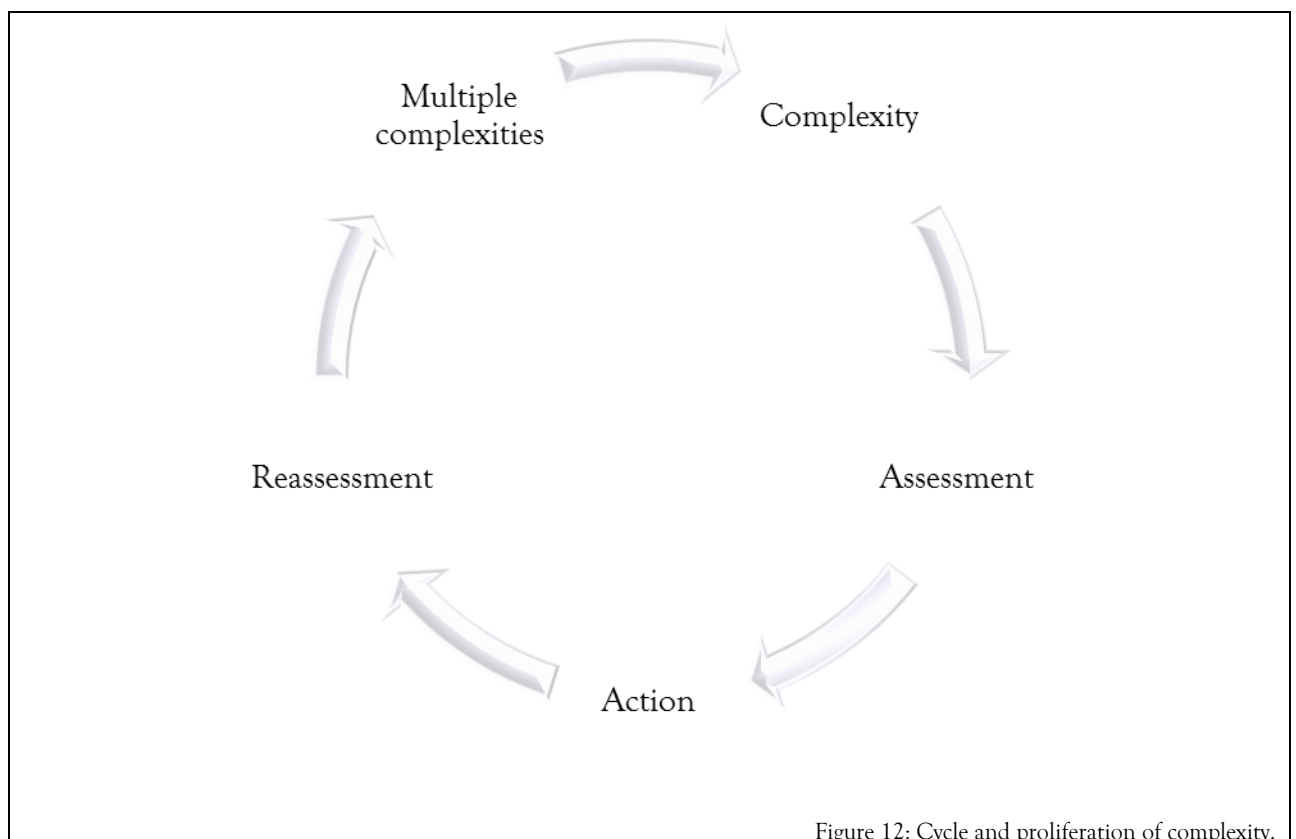 Multiple
complexities
Complexity
Assessment
Action
Reassessment
Figure 12: Cycle and proliferation of complexity.